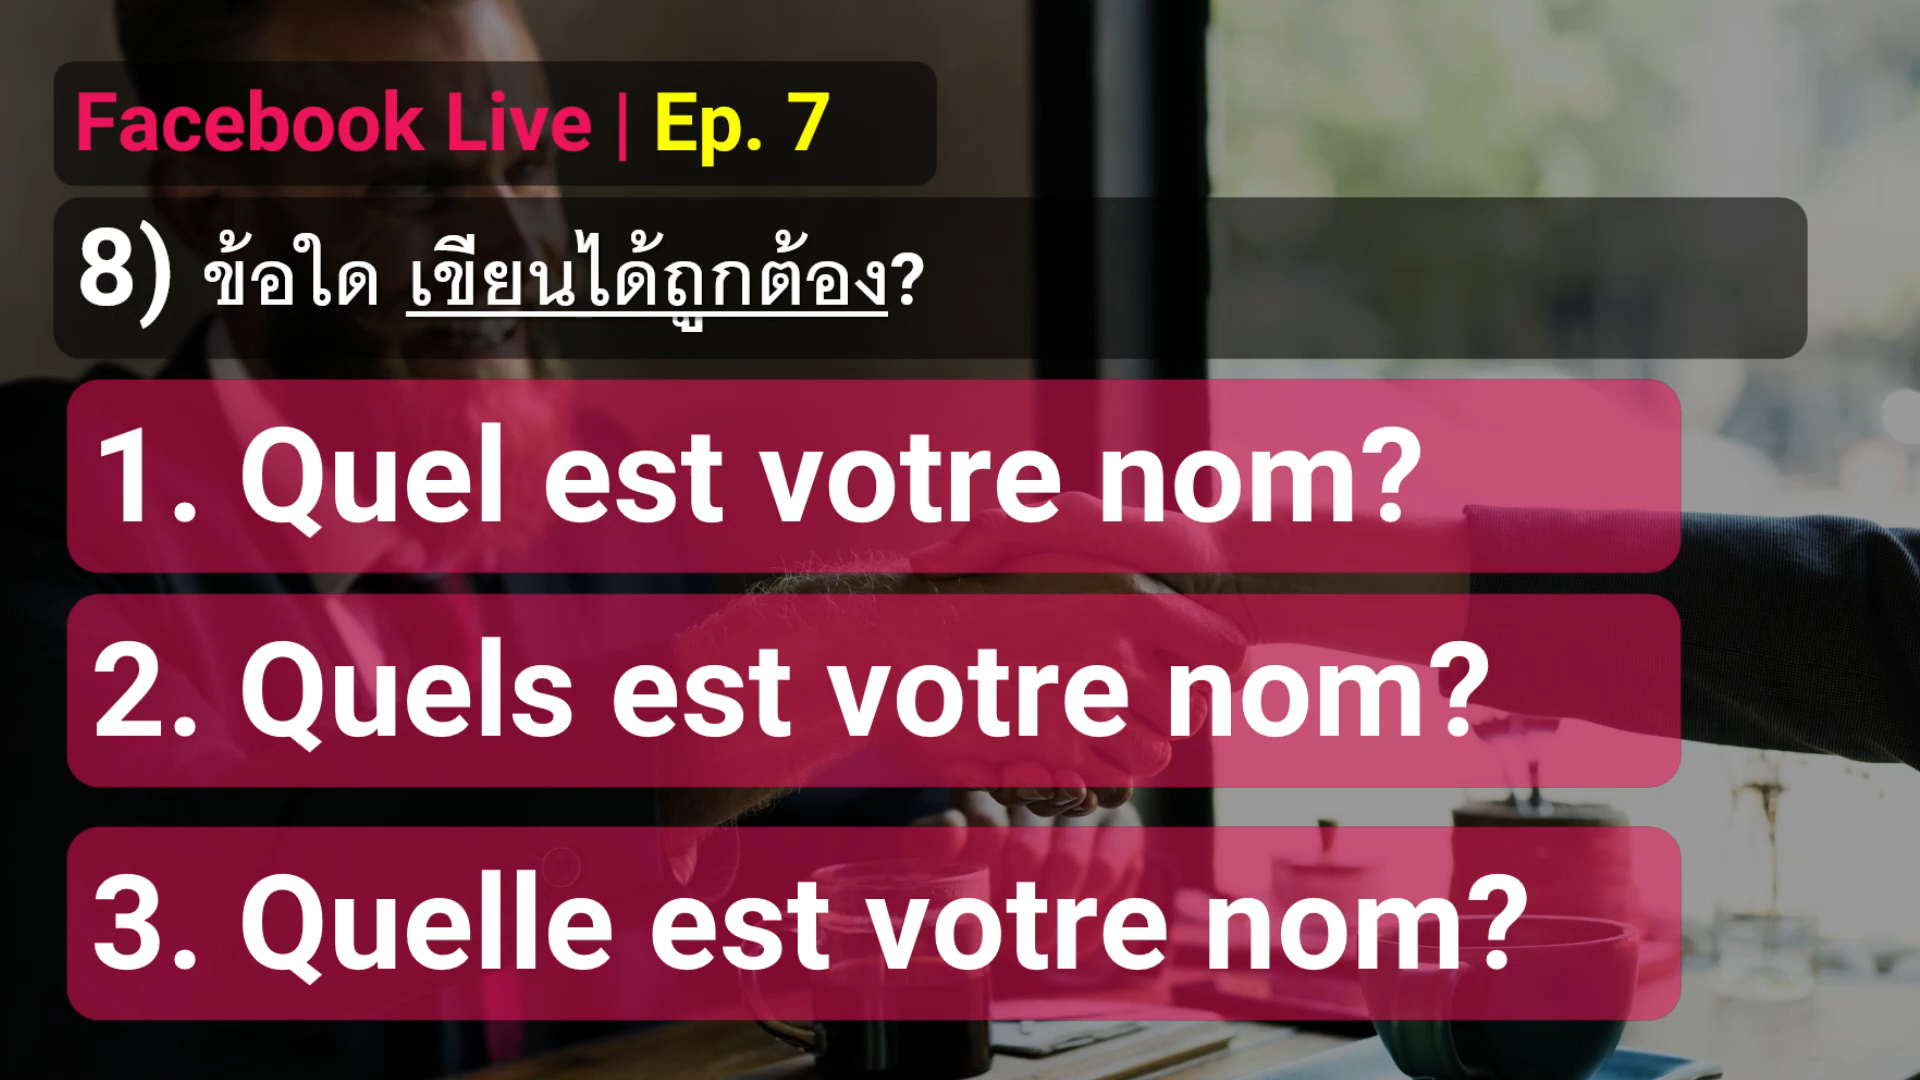 Facebook Live | Ep. 7
8) ข้อใด เขียนได้ถูกต้อง?
1. Quel est votre nom?
2. Quels est votre nom?
3. Quelle est votre nom?